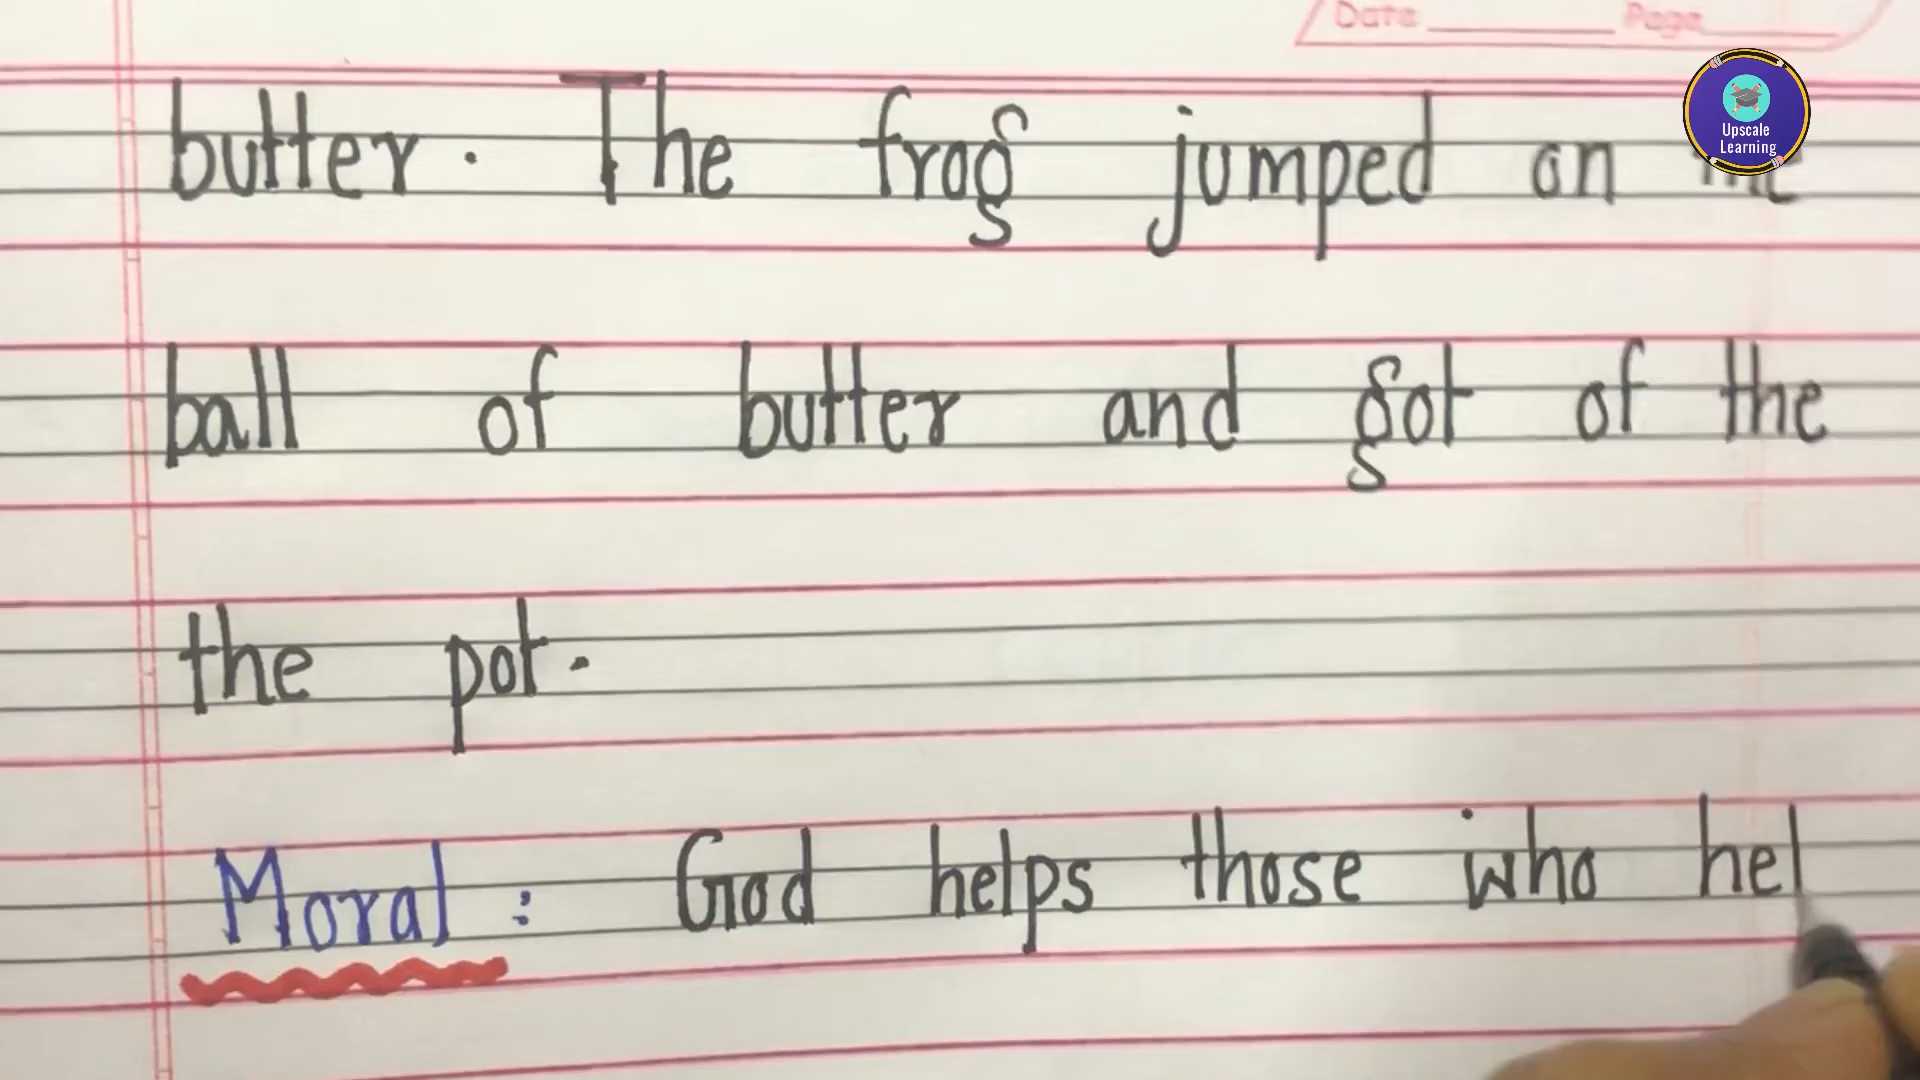 Date Page
Upscale
Learning
butter. The frog jumped on the
ball of butter and got of the
the pot.
Moral: God helps those who hel